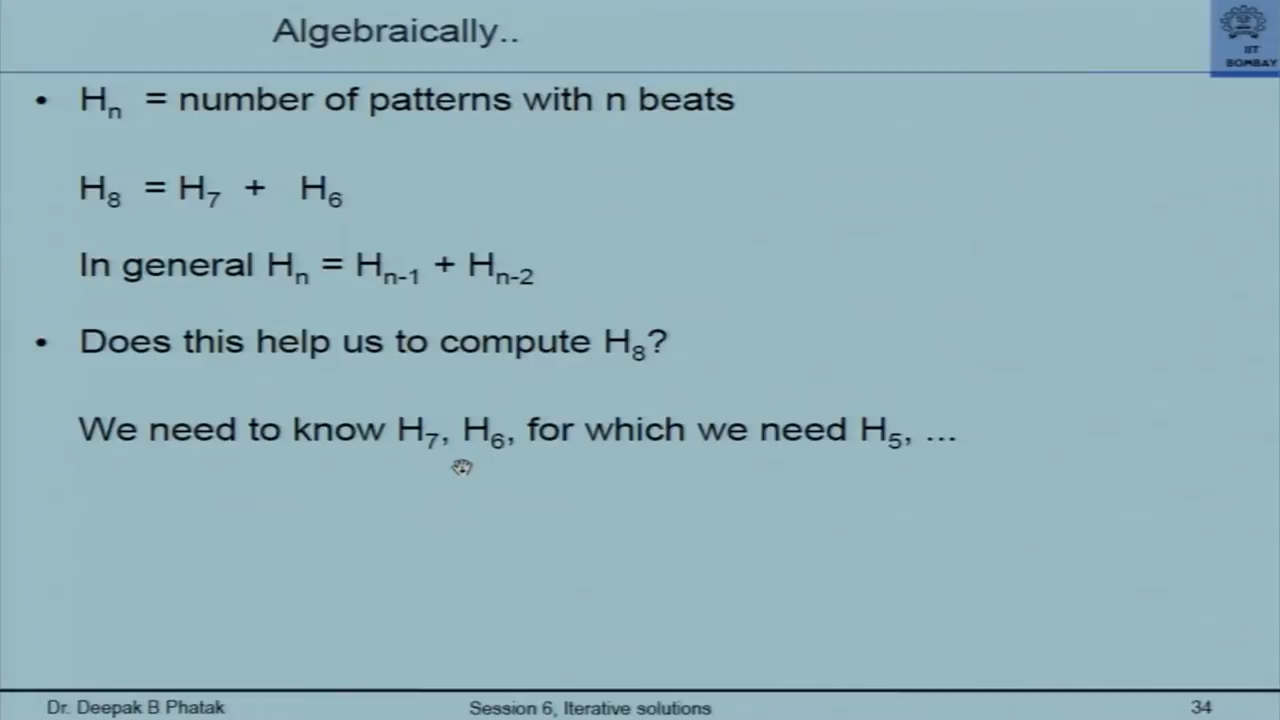 Algebraically..
IIT
BOMBAY
• Hn = number of patterns with n beats
H8 = H7 + H6
In general Hn = Hn-1 + Hn-2
• Does this help us to compute H8?
We need to know H7, H6, for which we need H5, ...
Dr. Deepak B Phatak
Session 6, Iterative solutions
34